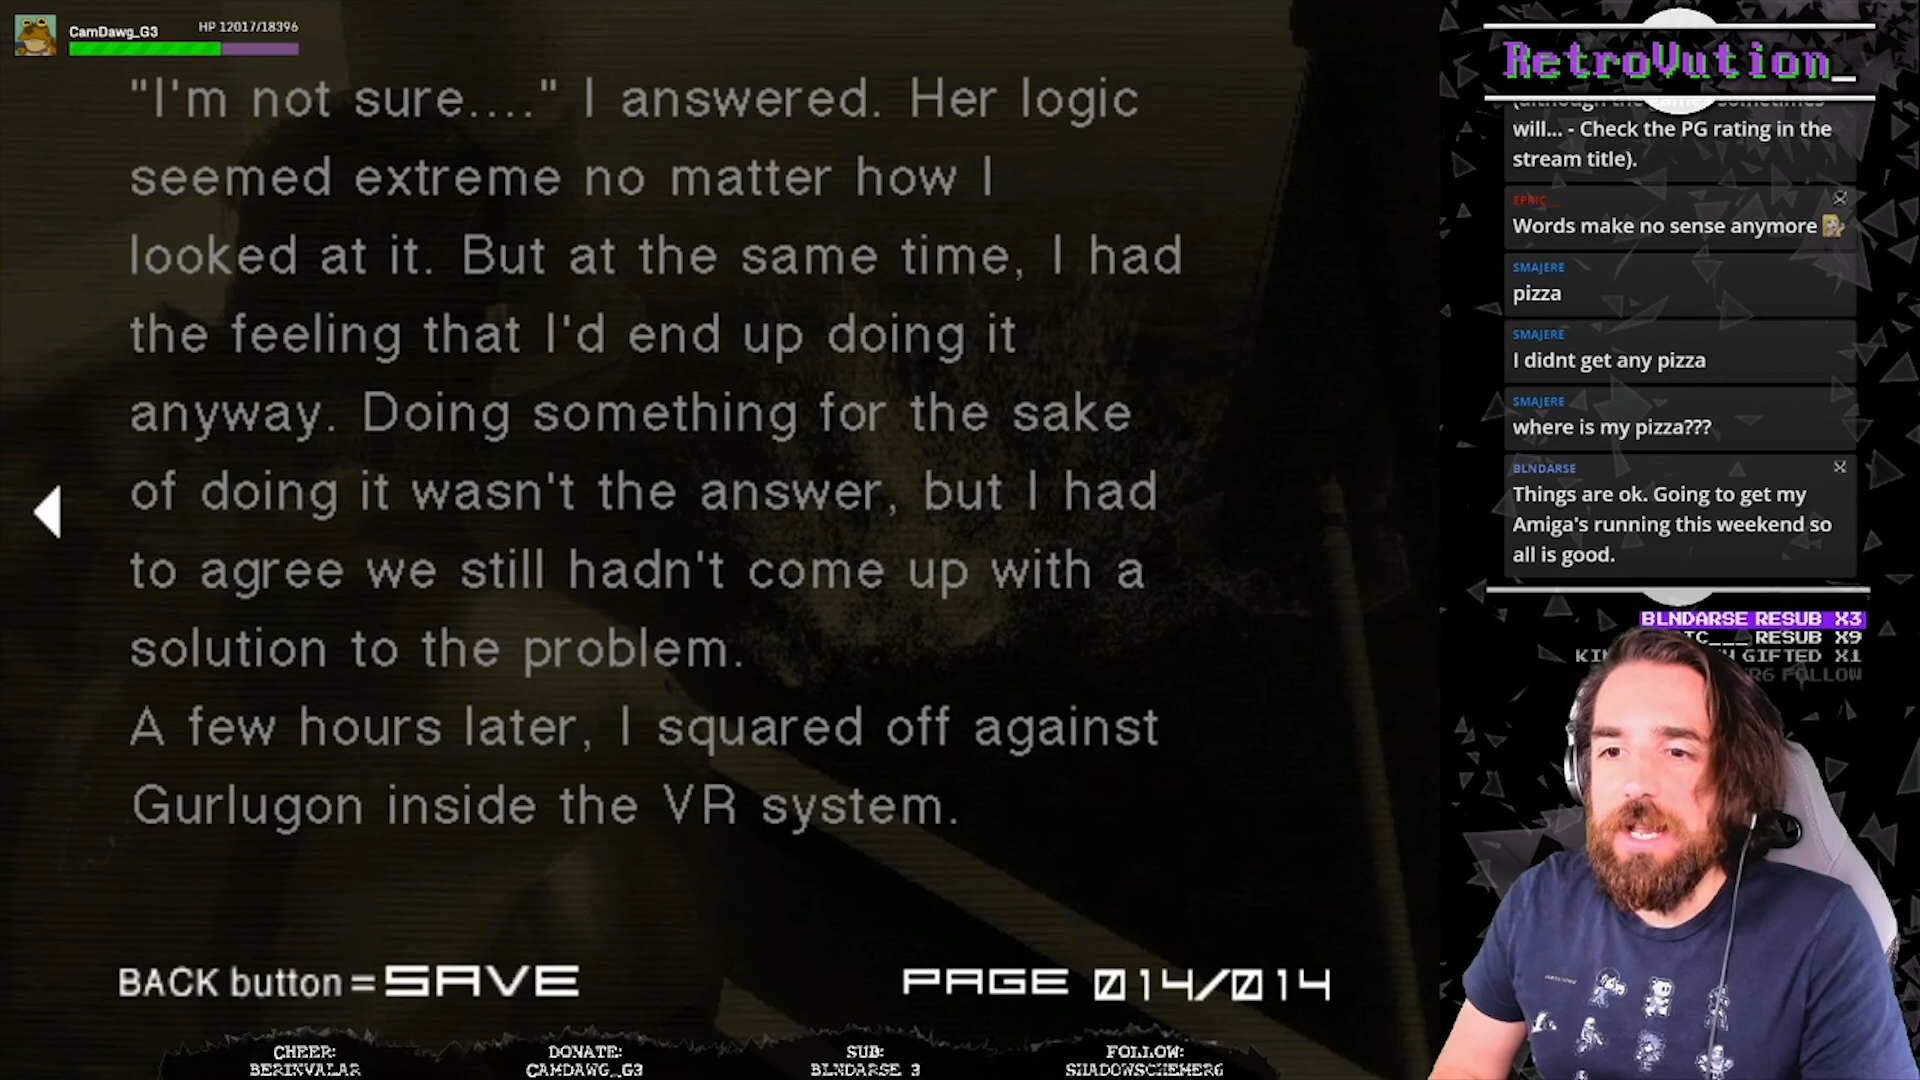 CamDawg_G3 HP 12017/18396
"I'm not sure...." I answered. Her logic
seemed extreme no matter how I
looked at it. But at the same time, I had
the feeling that I'd end up doing it
anyway. Doing something for the sake
of doing it wasn't the answer, but I had
to agree we still hadn't come up with a
solution to the problem.
A few hours later, I squared off against
Gurlugon inside the VR system.
BACK button = SAVE
PAGE 014/014
RetroVution_
will... - Check the PG rating in the
stream title).
EPRIC__
Words make no sense anymore
SMAJERE
pizza
SMAJERE
I didnt get any pizza
SMAJERE
where is my pizza???
BLNDARSE
Things are ok. Going to get my
Amiga's running this weekend so
all is good.
BLNDARSE RESUB X3
RESUB X9
GIFTED X1
FOLLOW
CHEER:
BERINVALAR
DONATE:
CAMDAWG_G3
SUB:
BLNDARSE 3
FOLLOW:
SHADOWSCHEMER6